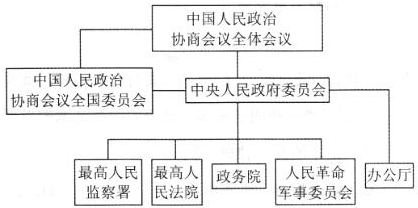 中国人民政治
协商会议全体会议
中国人民政治
协商会议全国委员会
中央人民政府委员会
最高人民
监察署
最高人
民法院
政务院
人民革命
军事委员会
办公厅